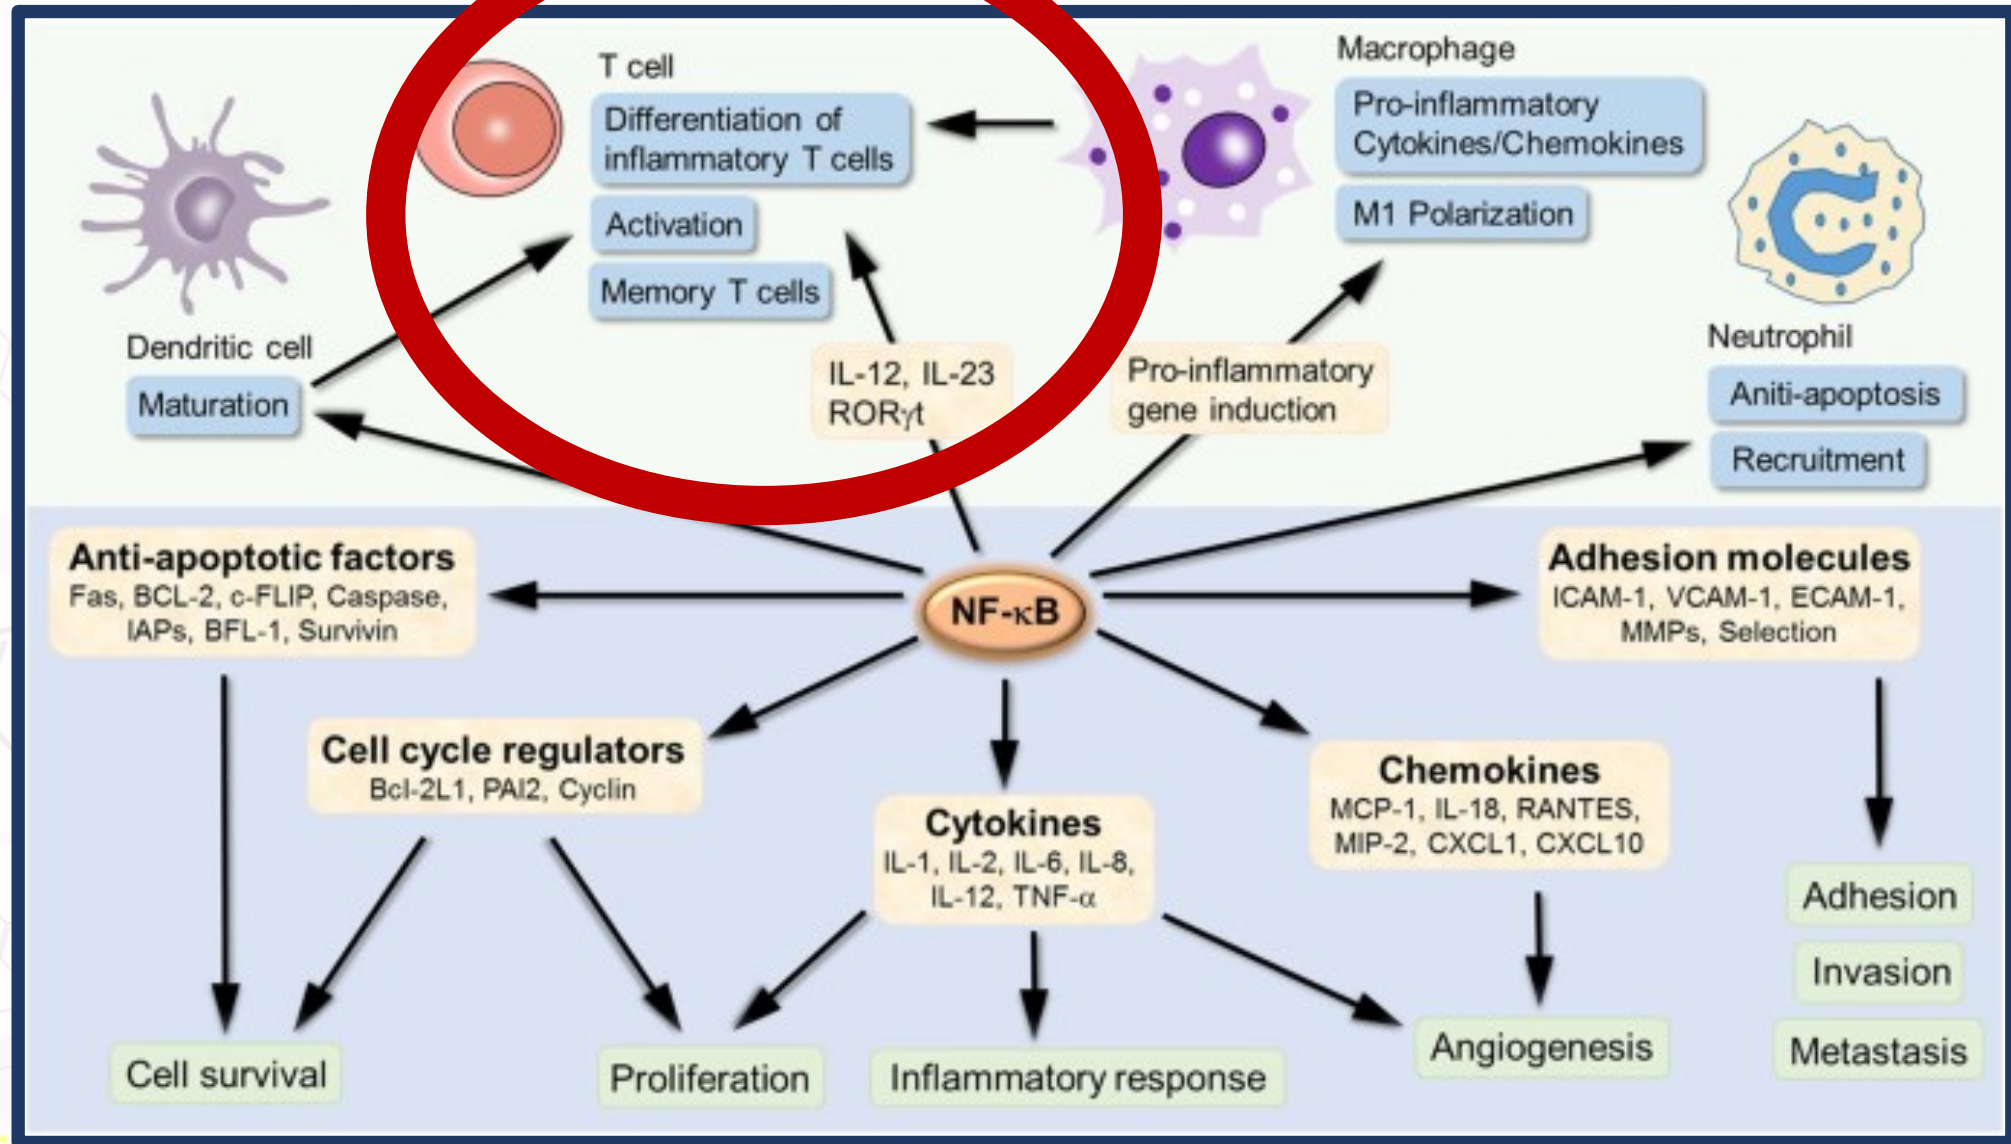 T cell
Differentiation of
inflammatory T cells
Activation
Memory T cells
Macrophage
Pro-inflammatory
Cytokines/Chemokines
M1 Polarization
Dendritic cell
Maturation
IL-12, IL-23
RORγt
Pro-inflammatory
gene induction
Neutrophil
Aniti-apoptosis
Recruitment
Anti-apoptotic factors
Fas, BCL-2, c-FLIP, Caspase,
IAPs, BFL-1, Survivin
NF-κB
Adhesion molecules
ICAM-1, VCAM-1, ECAM-1,
MMPs, Selection
Cell cycle regulators
Bcl-2L1, PAI2, Cyclin
Cytokines
IL-1, IL-2, IL-6, IL-8,
IL-12, TNF-α
Chemokines
MCP-1, IL-18, RANTES,
MIP-2, CXCL1, CXCL10
Adhesion
Invasion
Metastasis
Cell survival
Proliferation
Inflammatory response
Angiogenesis